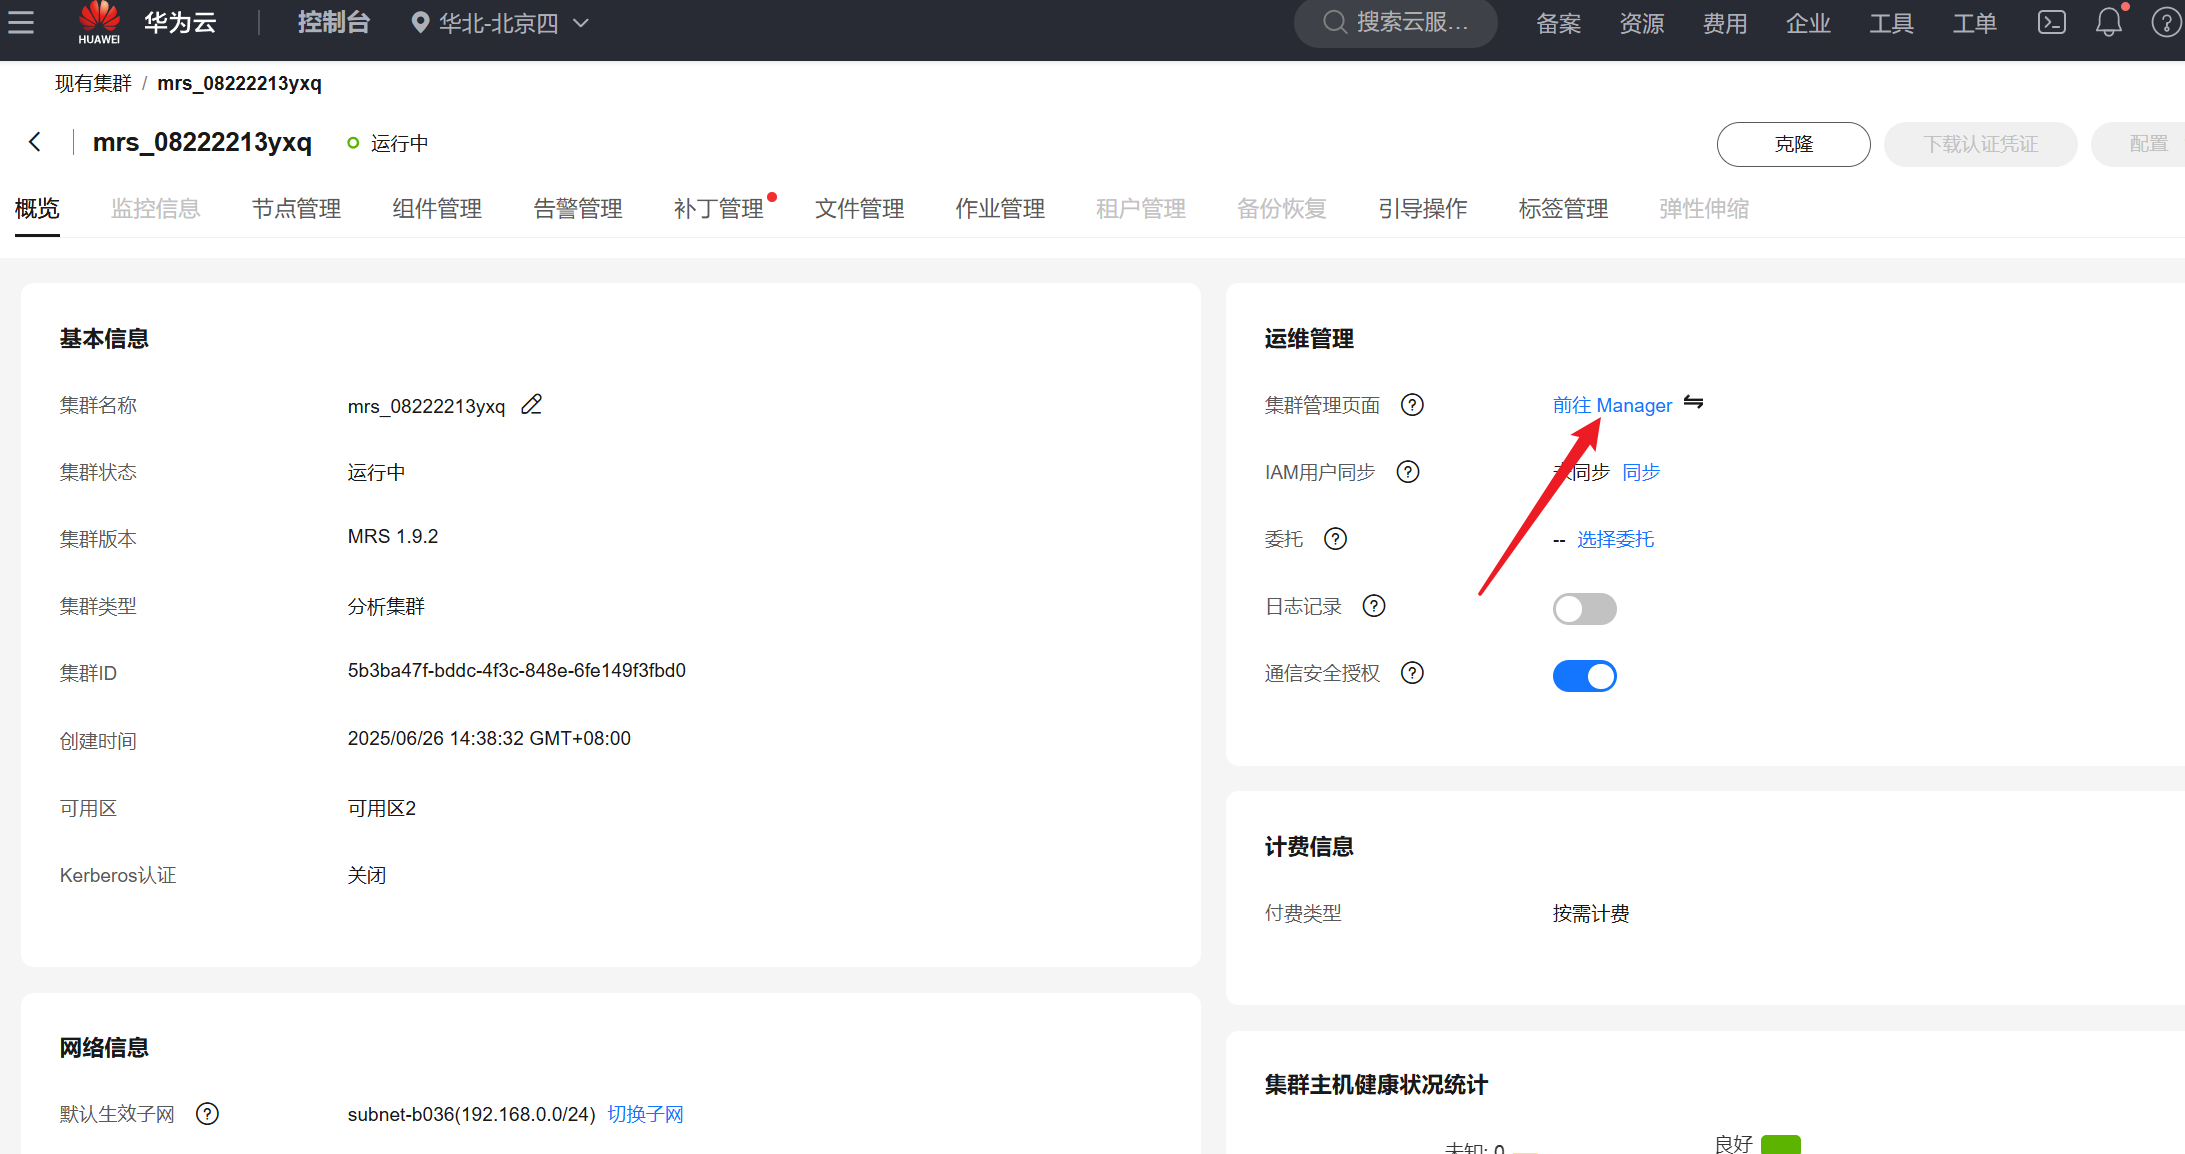 HUAWEI 华为云 控制台 华北-北京四 搜索云服... 备案 资源 费用 企业 工具 工单
现有集群 / mrs_08222213yxq
mrs_08222213yxq 运行中 克隆 下载认证凭证 配置
概览 监控信息 节点管理 组件管理 告警管理 补丁管理 文件管理 作业管理 租户管理 备份恢复 引导操作 标签管理 弹性伸缩
基本信息
集群名称 mrs_08222213yxq
集群状态 运行中
集群版本 MRS 1.9.2
集群类型 分析集群
集群ID 5b3ba47f-bddc-4f3c-848e-6fe149f3fbd0
创建时间 2025/06/26 14:38:32 GMT+08:00
可用区 可用区2
Kerberos认证 关闭
网络信息
默认生效子网 subnet-b036(192.168.0.0/24) 切换子网
运维管理
集群管理页面 前往 Manager
IAM用户同步 未同步 同步
委托 -- 选择委托
日志记录
通信安全授权
计费信息
付费类型 按需计费
集群主机健康状况统计
未知: 0 良好